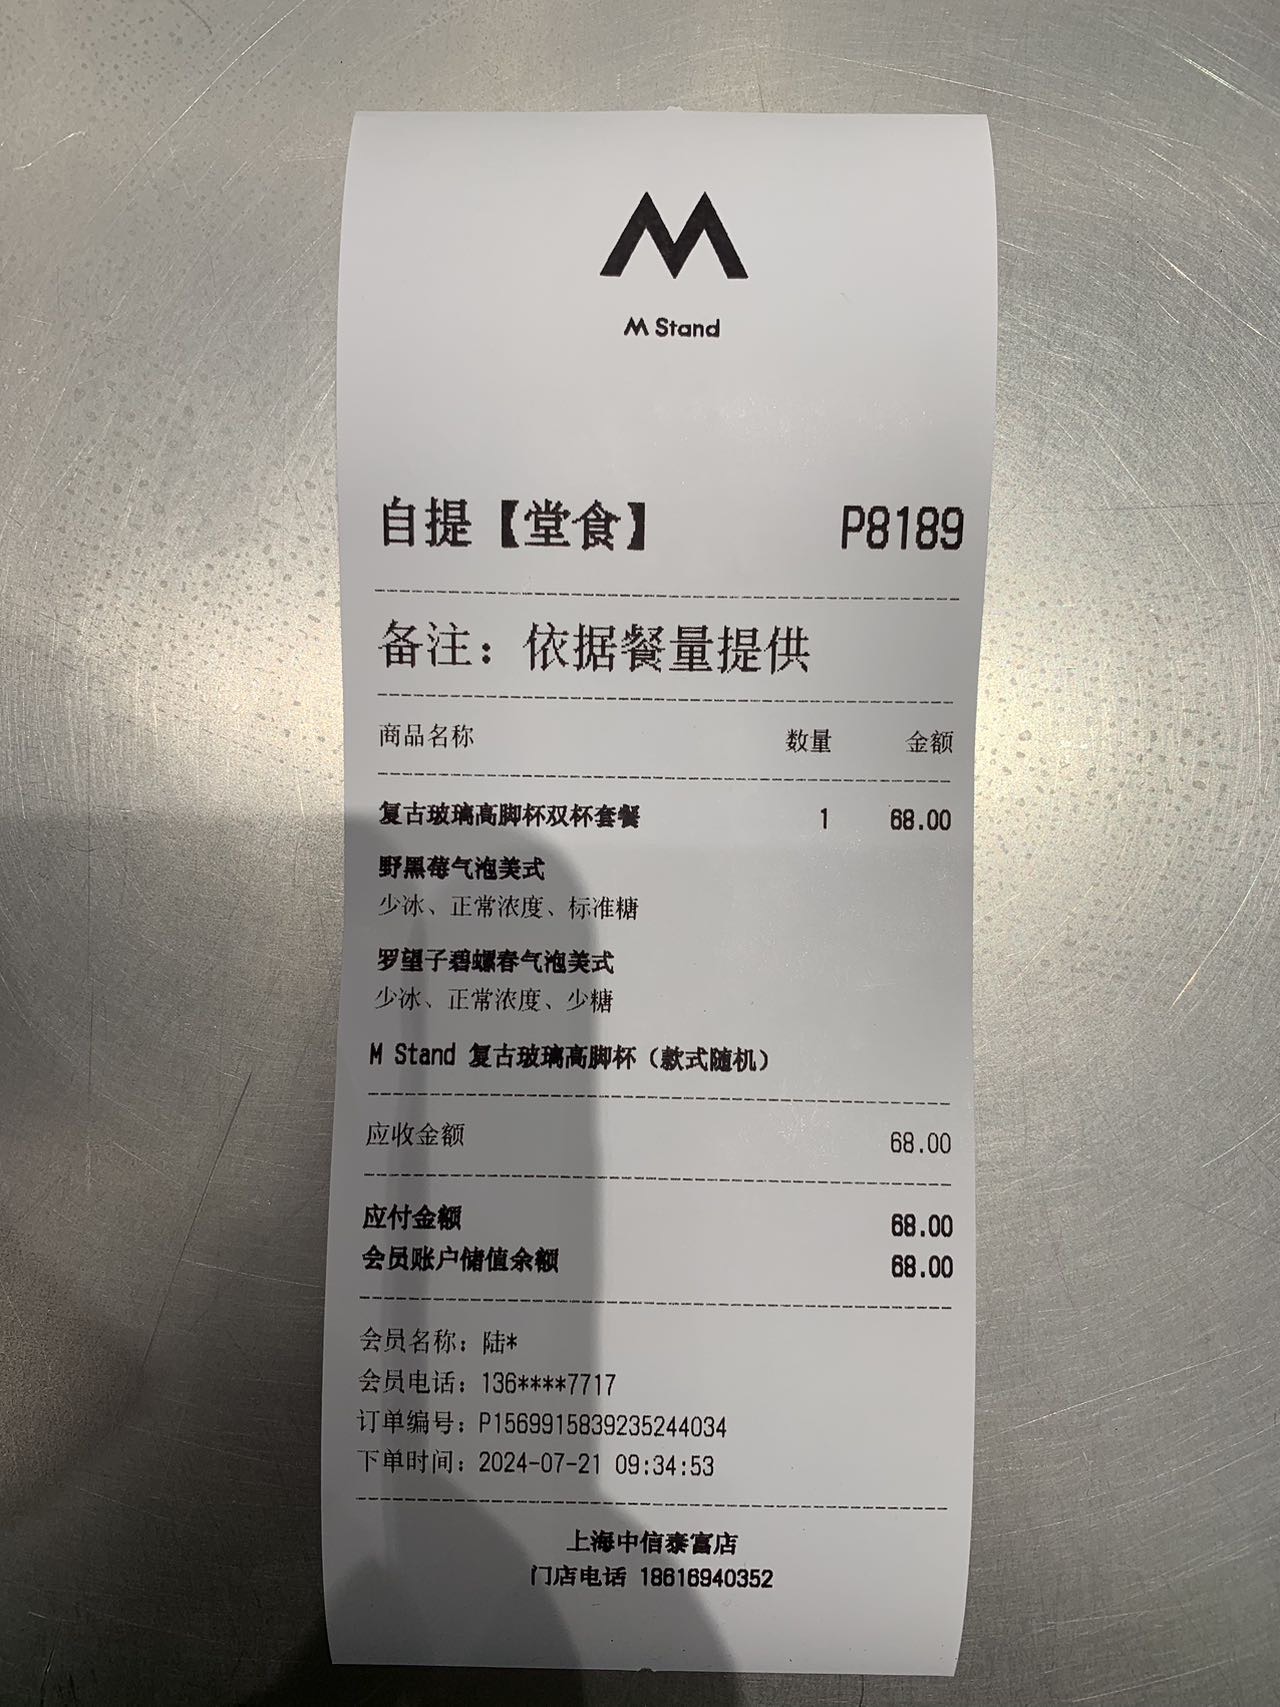 M Stand
自提【堂食】 P8189
备注：依据餐量提供
商品名称 数量 金额
复古玻璃高脚杯双杯套餐 1 68.00
野黑莓气泡美式
少冰、正常浓度、标准糖
罗望子碧螺春气泡美式
少冰、正常浓度、少糖
M Stand 复古玻璃高脚杯（款式随机）
应收金额 68.00
应付金额 68.00
会员账户储值余额 68.00
会员名称：陆*
会员电话：136****7717
订单编号：P1569915839235244034
下单时间：2024-07-21 09:34:53
上海中信泰富店
门店电话 18616940352